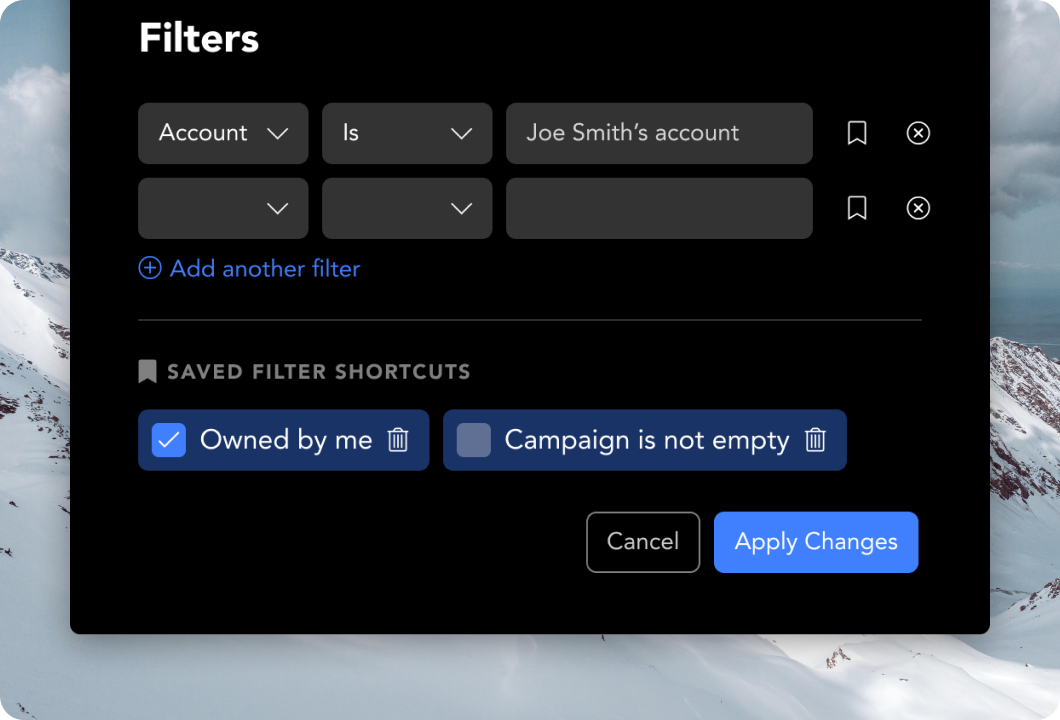 Filters
Account Is Joe Smith’s account
Add another filter
SAVED FILTER SHORTCUTS
Owned by me Campaign is not empty
Cancel Apply Changes